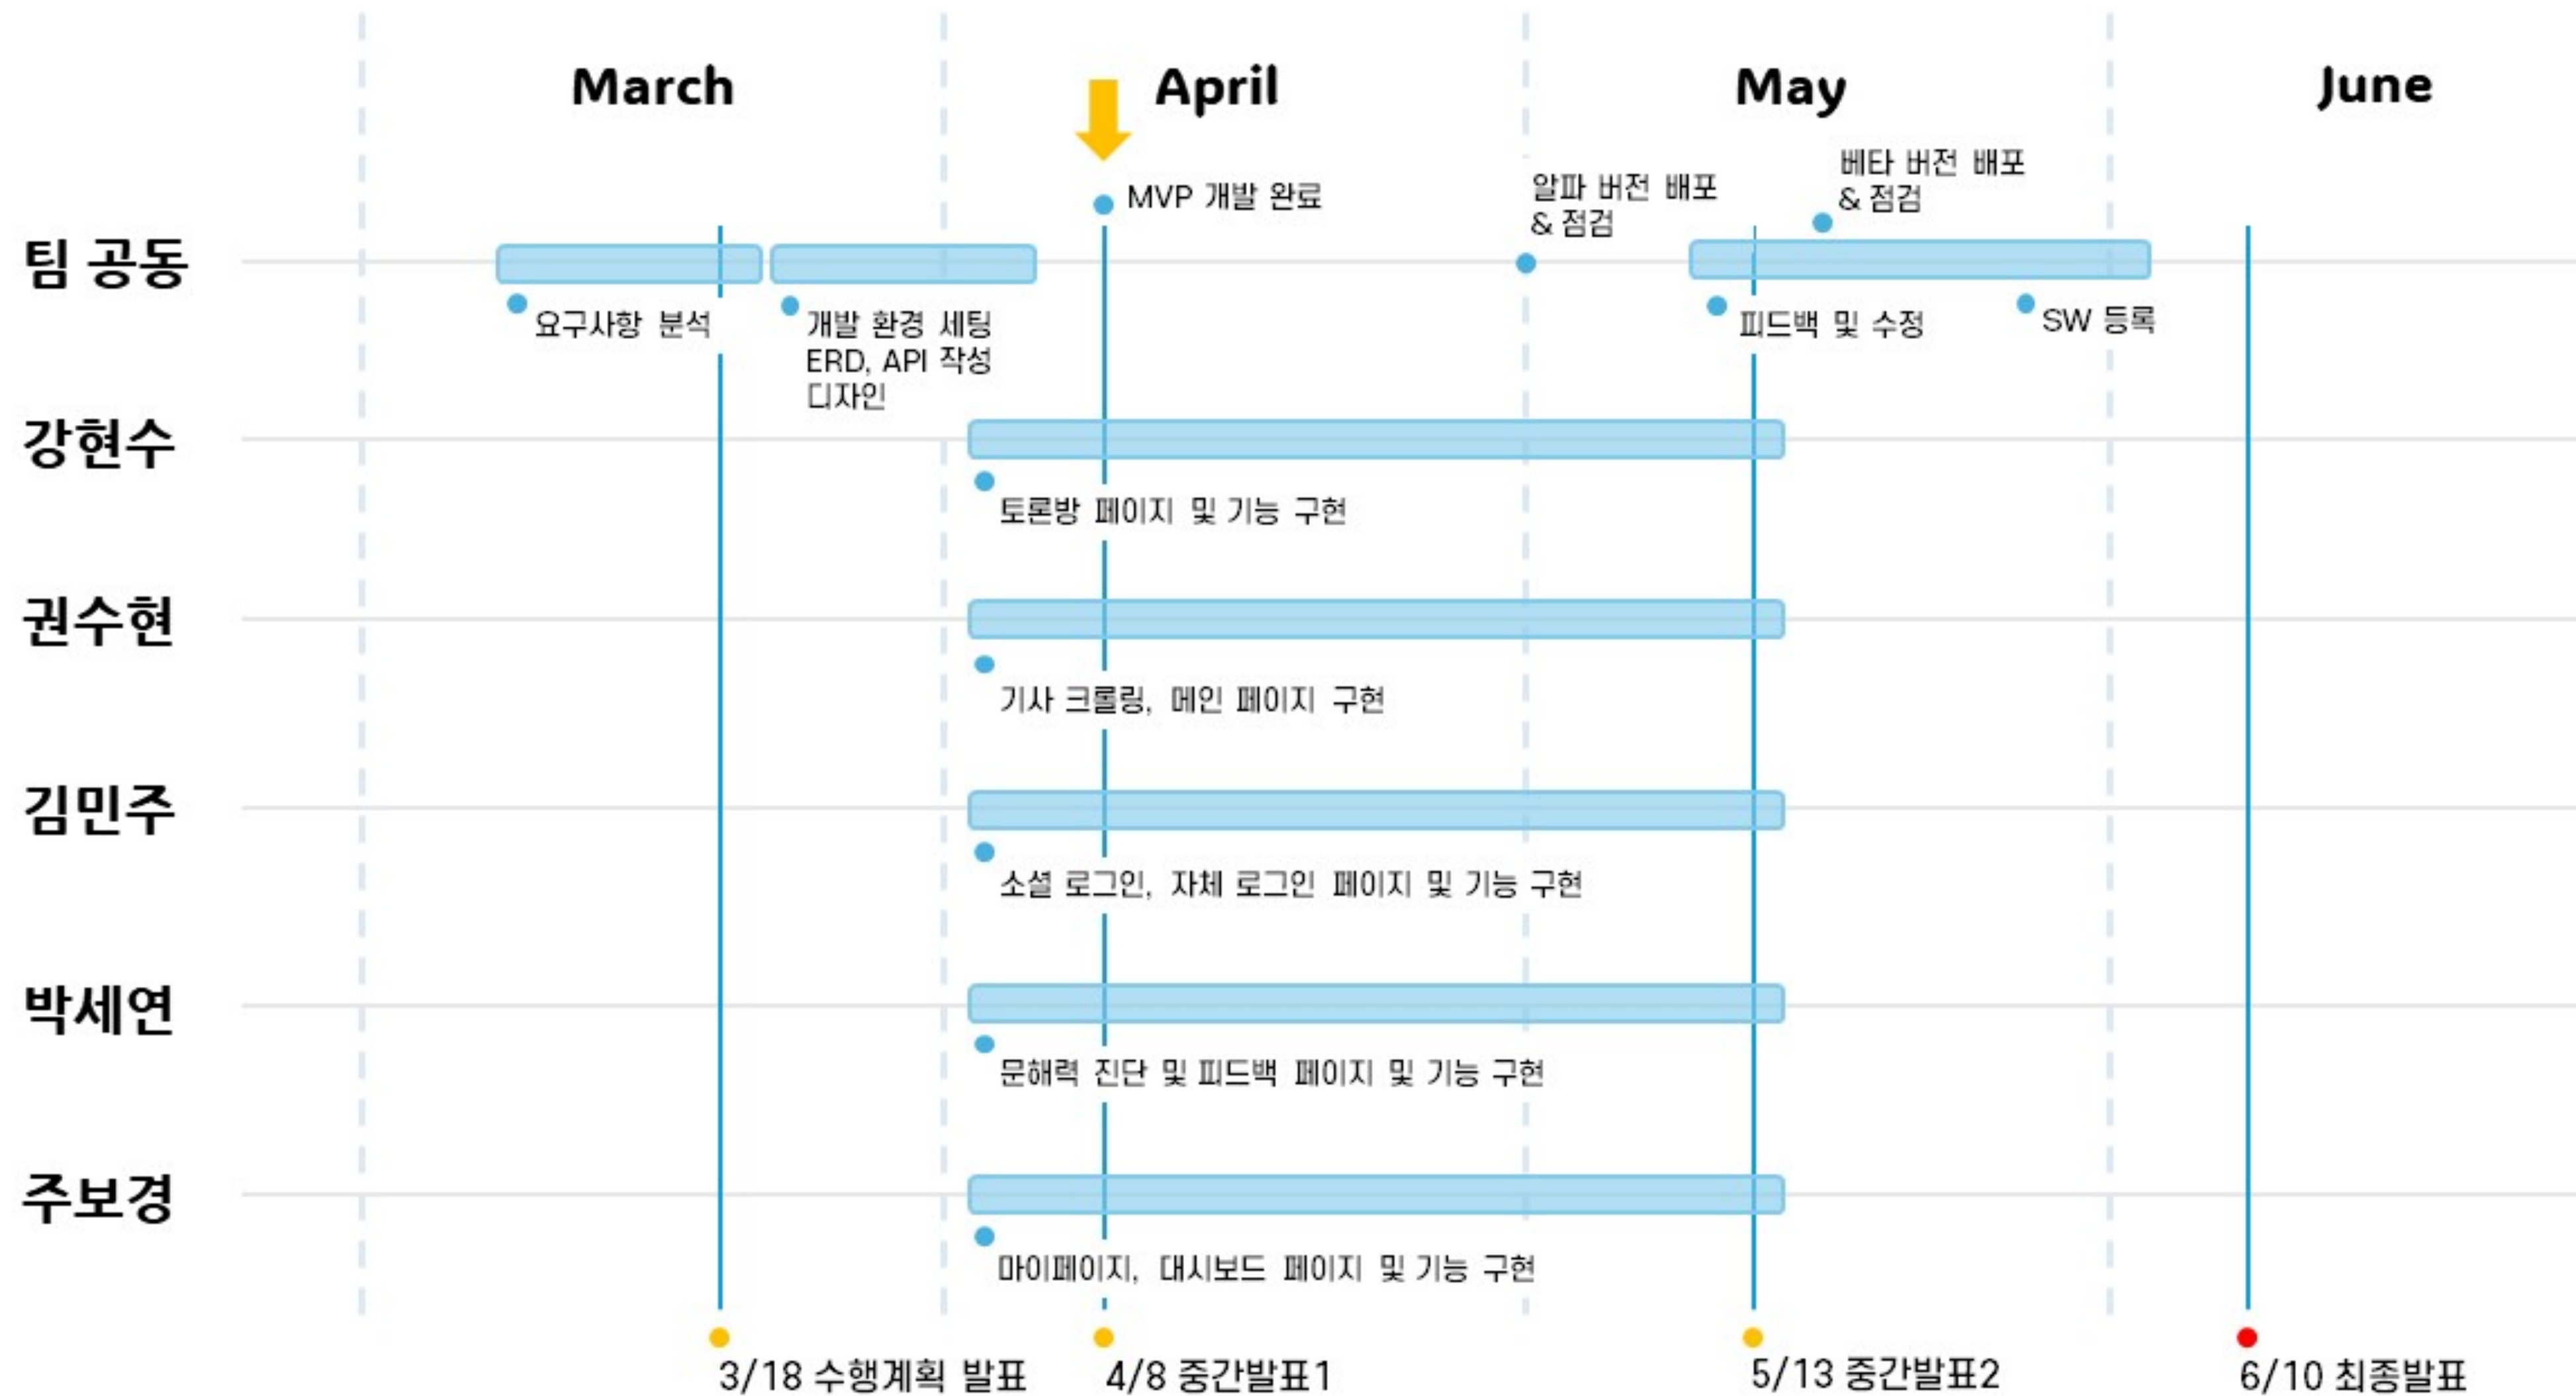 March
April
May
June
MVP 개발 완료
알파 버전 배포
& 점검
베타 버전 배포
& 점검
팀 공동
요구사항 분석
개발 환경 세팅
ERD, API 작성
디자인
피드백 및 수정
SW 등록
강현수
토론방 페이지 및 기능 구현
권수현
기사 크롤링, 메인 페이지 구현
김민주
소셜 로그인, 자체 로그인 페이지 및 기능 구현
박세연
문해력 진단 및 피드백 페이지 및 기능 구현
주보경
마이페이지, 대시보드 페이지 및 기능 구현
3/18 수행계획 발표
4/8 중간발표1
5/13 중간발표2
6/10 최종발표